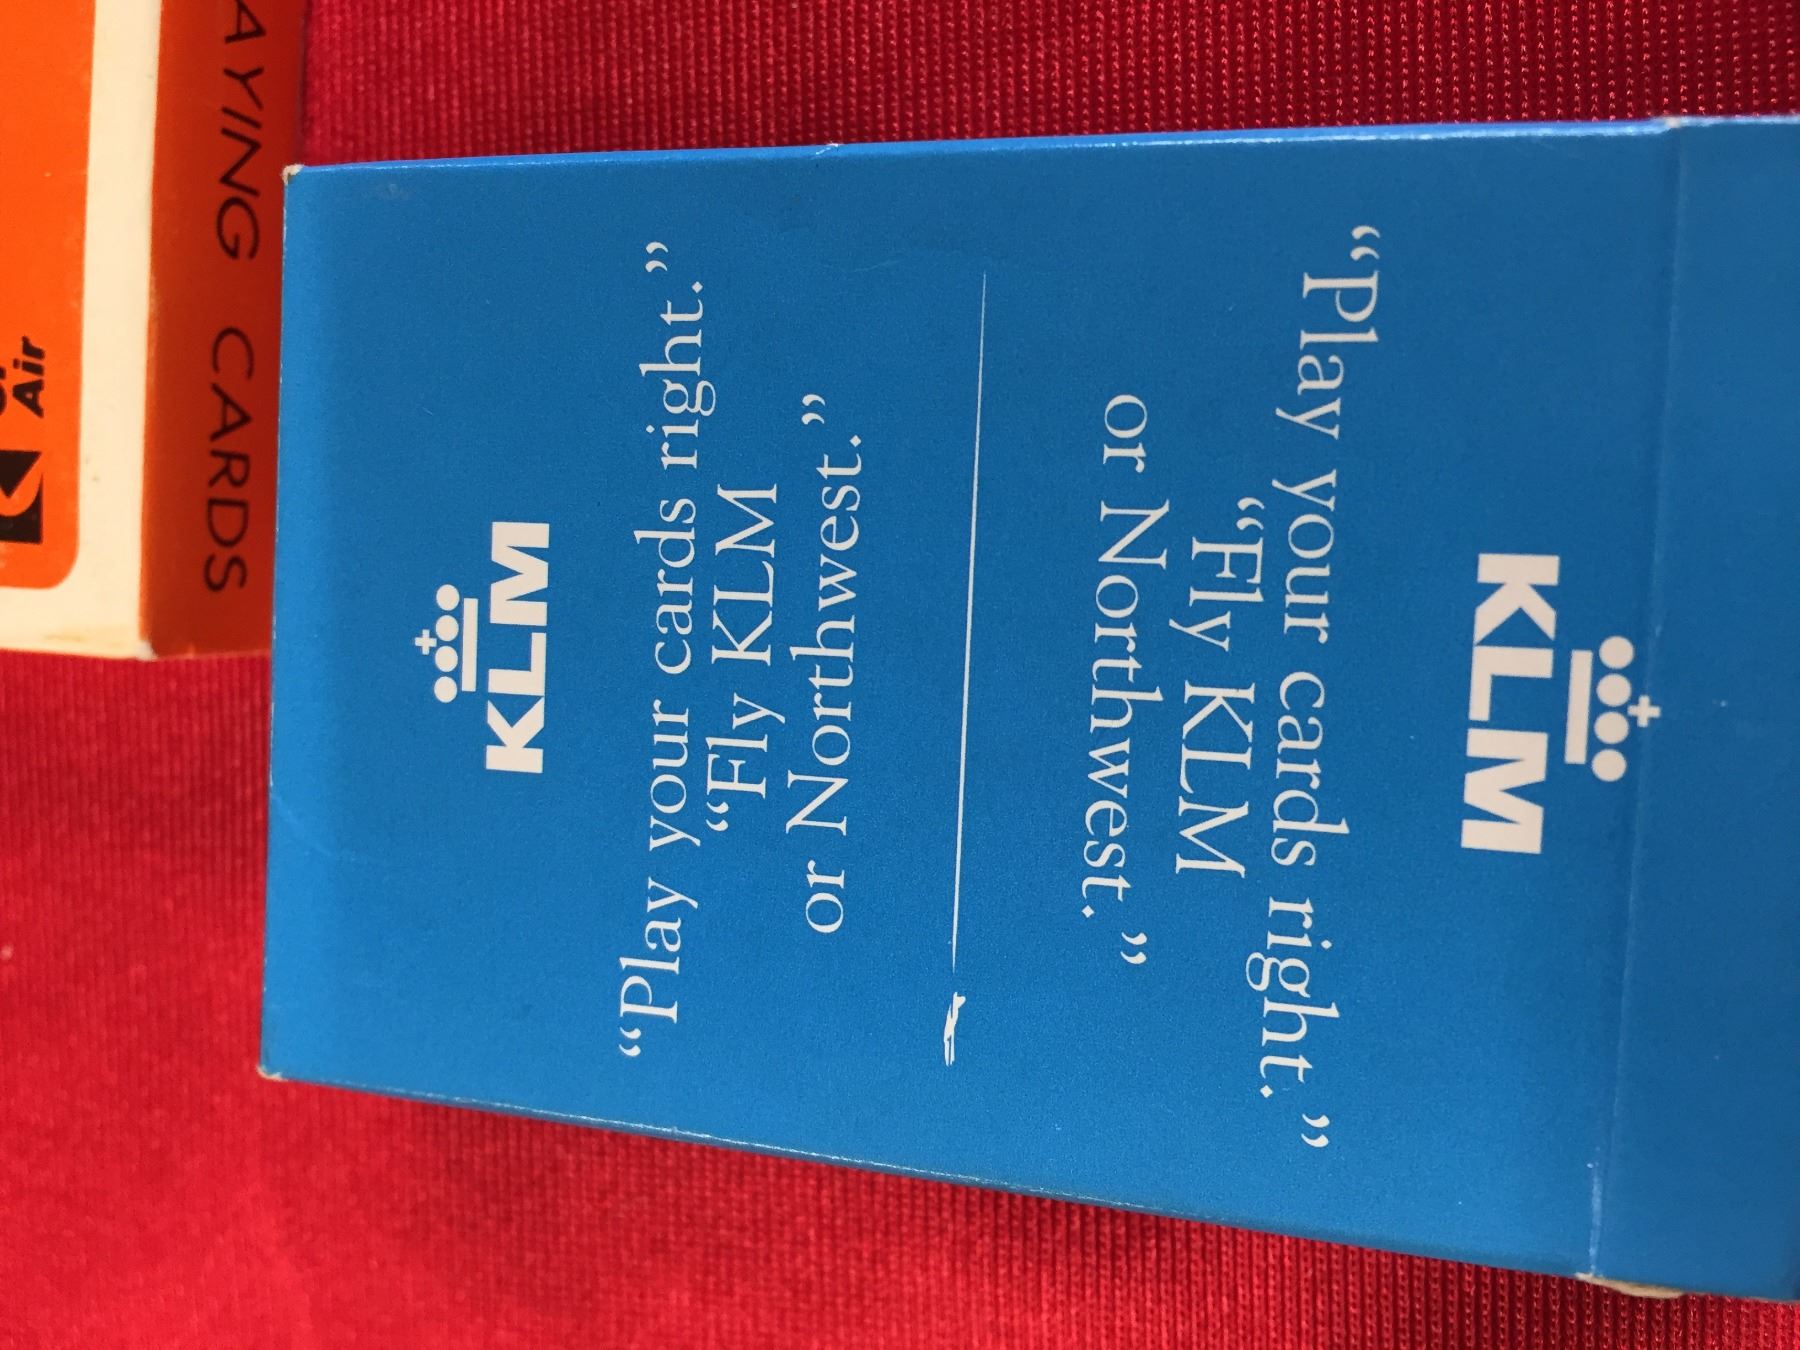 KLM
“Play your cards right.”
“Fly KLM
or Northwest.”
KLM
“Play your cards right.”
“Fly KLM
or Northwest.”
AYING CARDS
Air